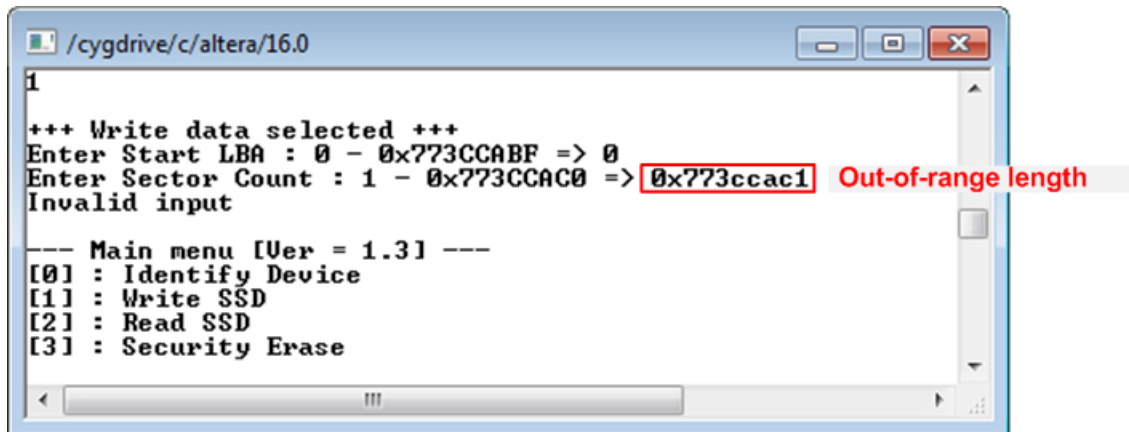 /cygdrive/c/altera/16.0
1
+++ Write data selected +++
Enter Start LBA : 0 - 0x773CCABF => 0
Enter Sector Count : 1 - 0x773CCAC0 => 0x773ccac1 Out-of-range length
Invalid input
--- Main menu [Ver = 1.3] ---
[0] : Identify Device
[1] : Write SSD
[2] : Read SSD
[3] : Security Erase